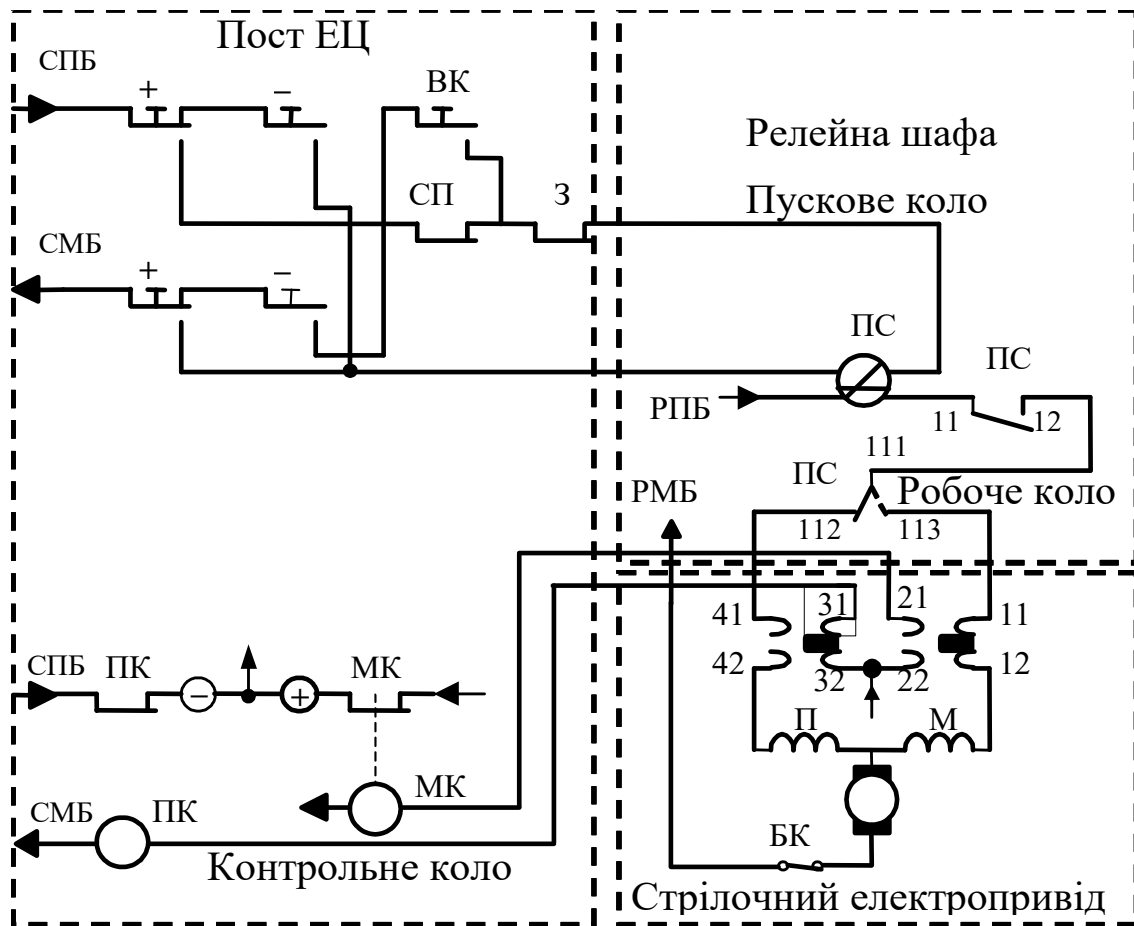 Пост ЕЦ
СПБ
+
−
ВК
Релейна шафа
СП
З
Пускове коло
СМБ
+
−
ПС
ПС
РПБ
11
12
111
ПС
РМБ
Робоче коло
112
113
41
31
21
11
42
32
22
12
СПБ
ПК
−
+
МК
П
М
МК
СМБ
ПК
БК
Контрольне коло
Стрілочний електропривід